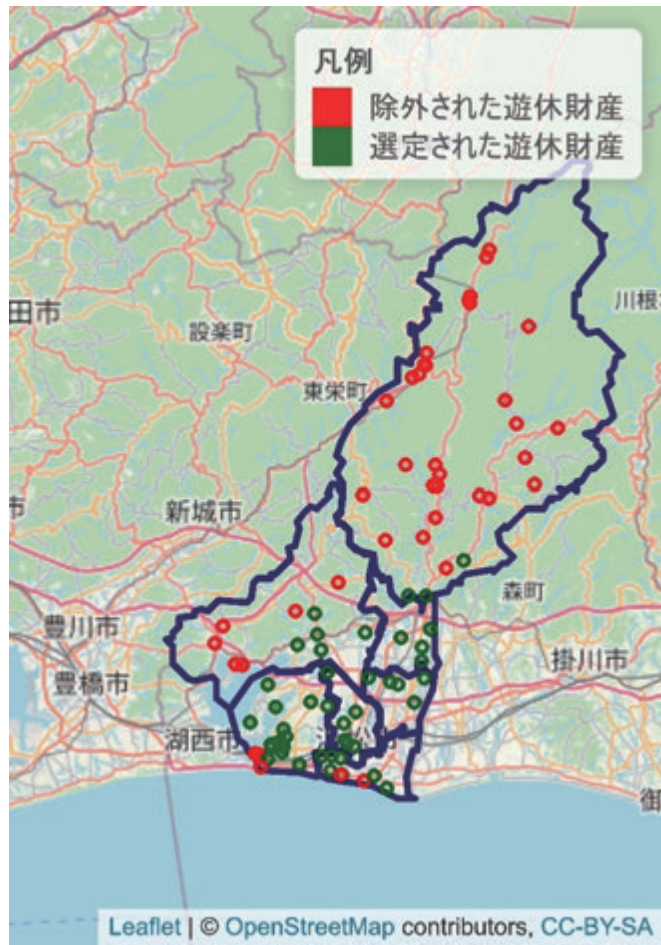 凡例
除外された遊休財産
選定された遊休財産
田市
設楽町
川根
東栄町
市
新城市
森町
豊川市
掛川市
豊橋市
湖西市
御
Leaflet | © OpenStreetMap contributors, CC-BY-SA